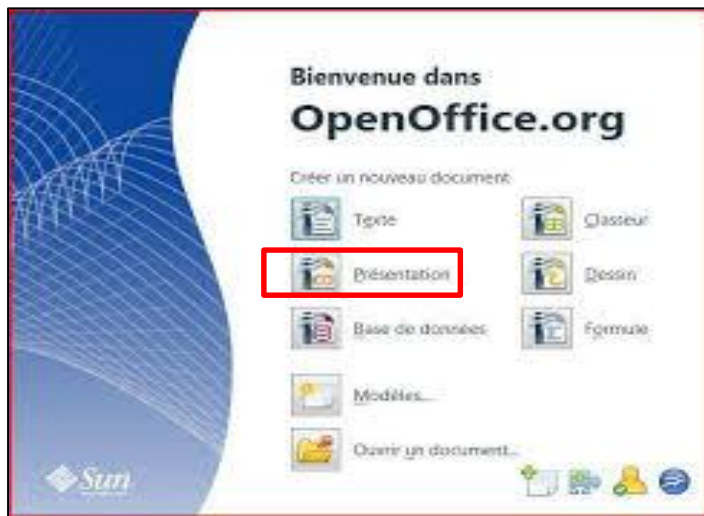 Bienvenue dans
OpenOffice.org
Créer un nouveau document
Texte
Classeur
Présentation
Dessin
Base de données
Formule
Modèles...
Ouvrir un document...
Sun